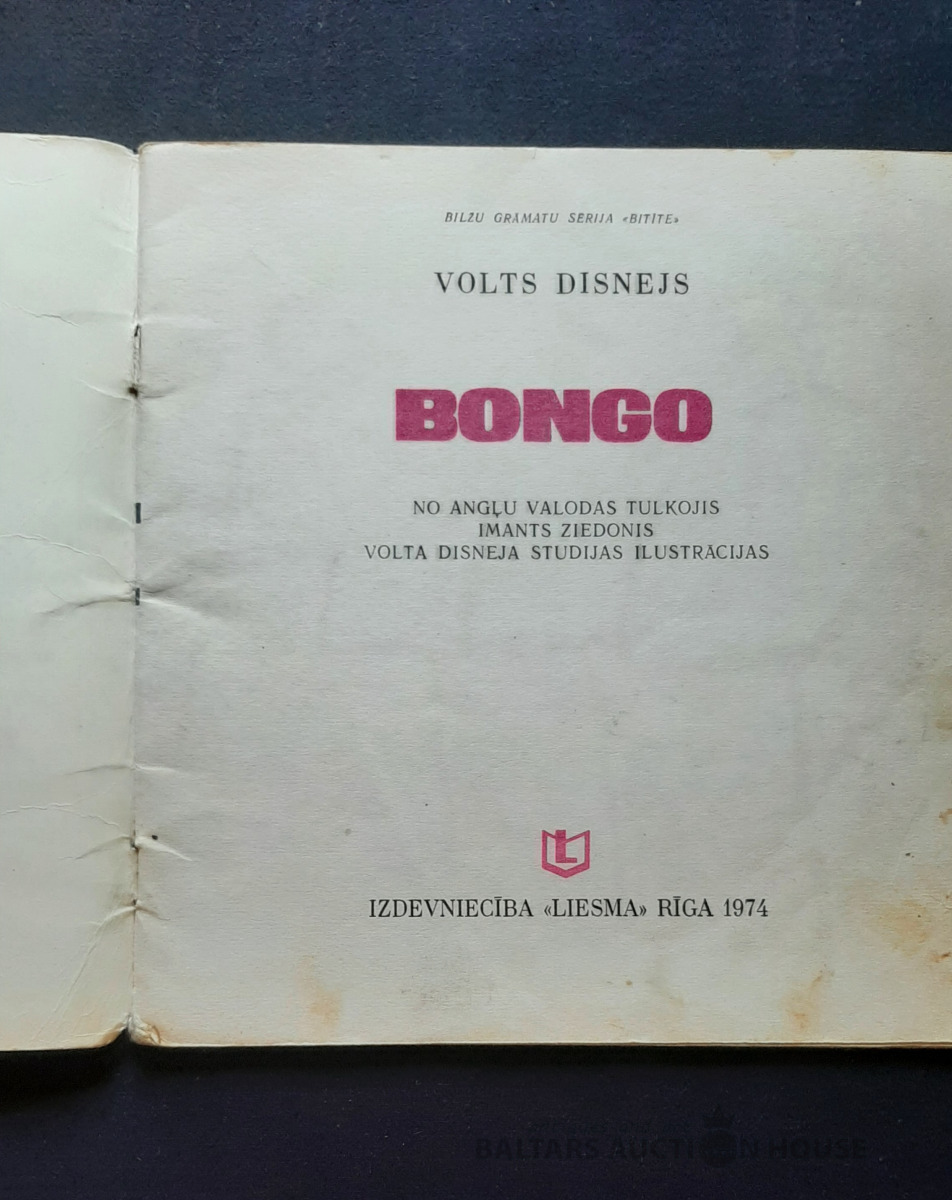 BILŽU GRĀMATU SĒRIJA «BITĪTE»
VOLTS DISNEJS
BONGO
NO ANGĻU VALODAS TULKOJIS
IMANTS ZIEDONIS
VOLTA DISNEJA STUDIJAS ILUSTRĀCIJAS
L
IZDEVNIECĪBA «LIESMA» RĪGA 1974
BALTARS AUCTION HOUSE